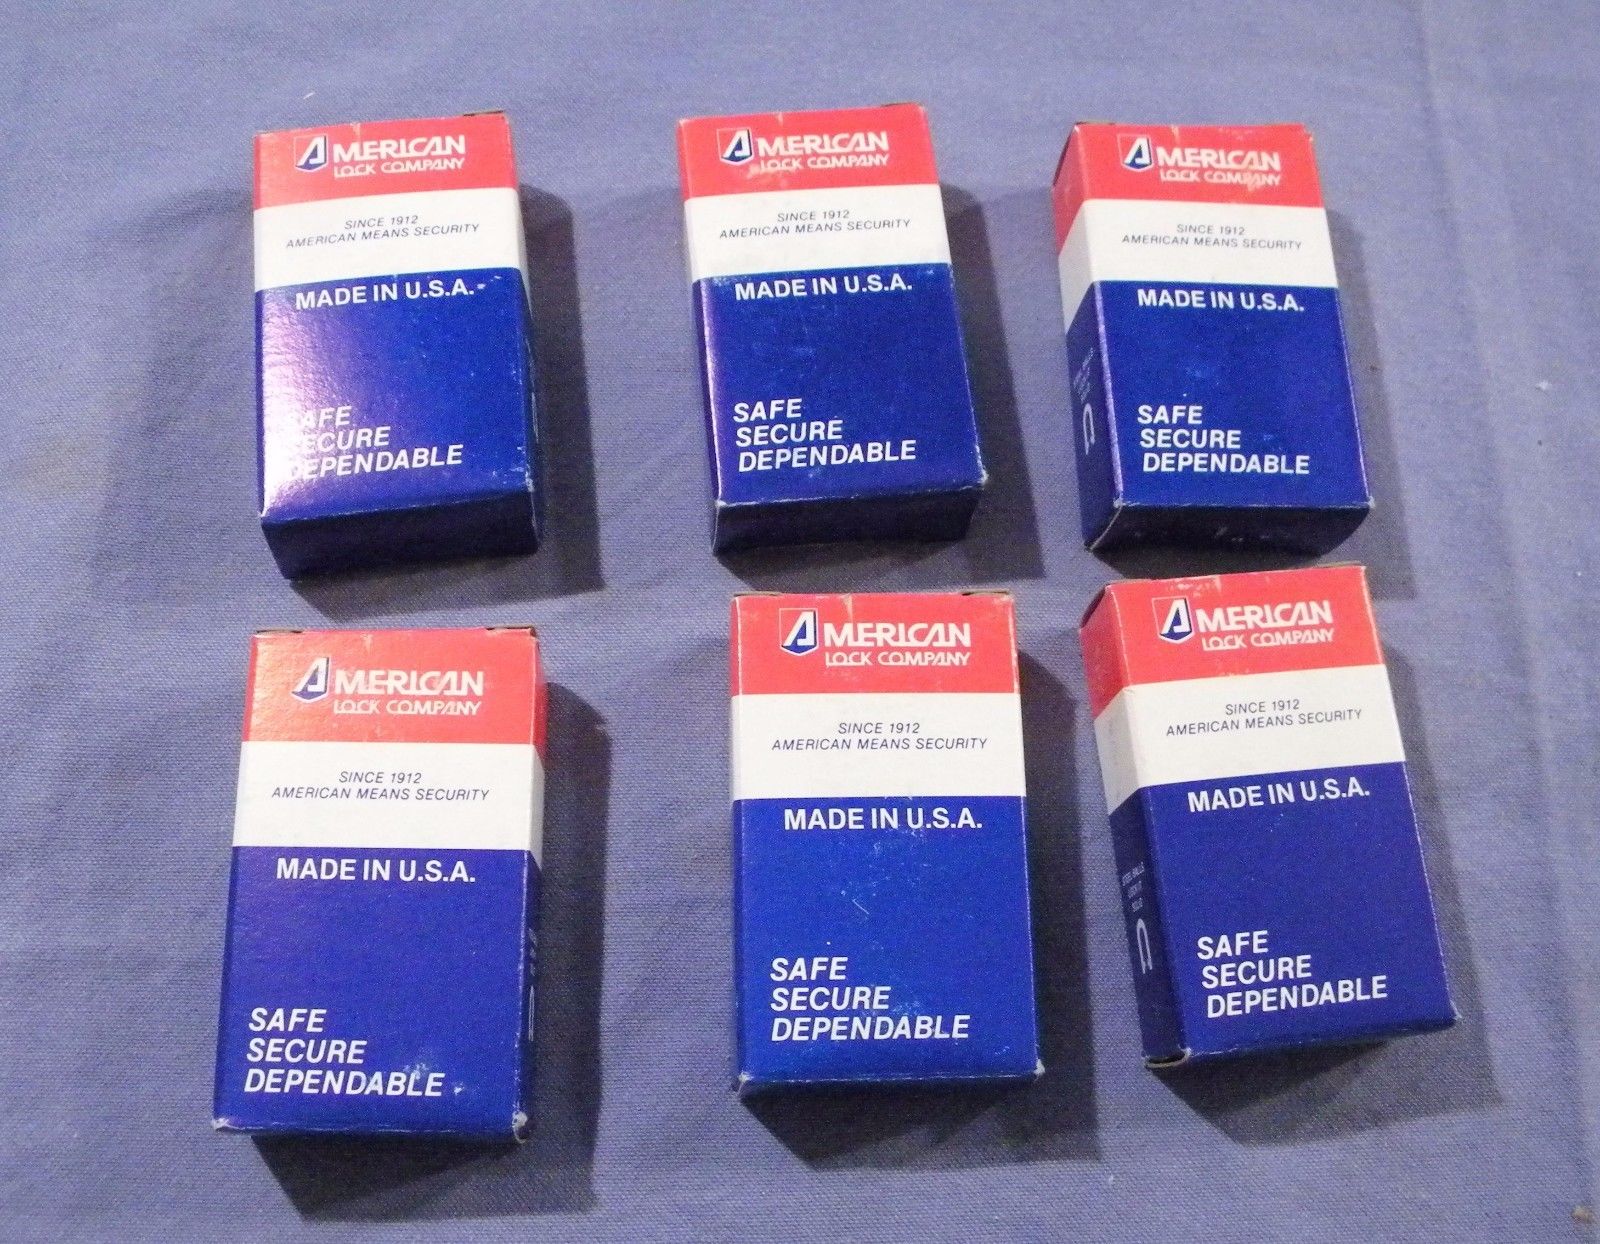 AMERICAN
LOCK COMPANY
SINCE 1912
AMERICAN MEANS SECURITY
MADE IN U.S.A.
SAFE
SECURE
DEPENDABLE
AMERICAN
LOCK COMPANY
SINCE 1912
AMERICAN MEANS SECURITY
MADE IN U.S.A.
SAFE
SECURE
DEPENDABLE
AMERICAN
LOCK COMPANY
SINCE 1912
AMERICAN MEANS SECURITY
MADE IN U.S.A.
SAFE
SECURE
DEPENDABLE
AMERICAN
LOCK COMPANY
SINCE 1912
AMERICAN MEANS SECURITY
MADE IN U.S.A.
SAFE
SECURE
DEPENDABLE
AMERICAN
LOCK COMPANY
SINCE 1912
AMERICAN MEANS SECURITY
MADE IN U.S.A.
SAFE
SECURE
DEPENDABLE
AMERICAN
LOCK COMPANY
SINCE 1912
AMERICAN MEANS SECURITY
MADE IN U.S.A.
SAFE
SECURE
DEPENDABLE